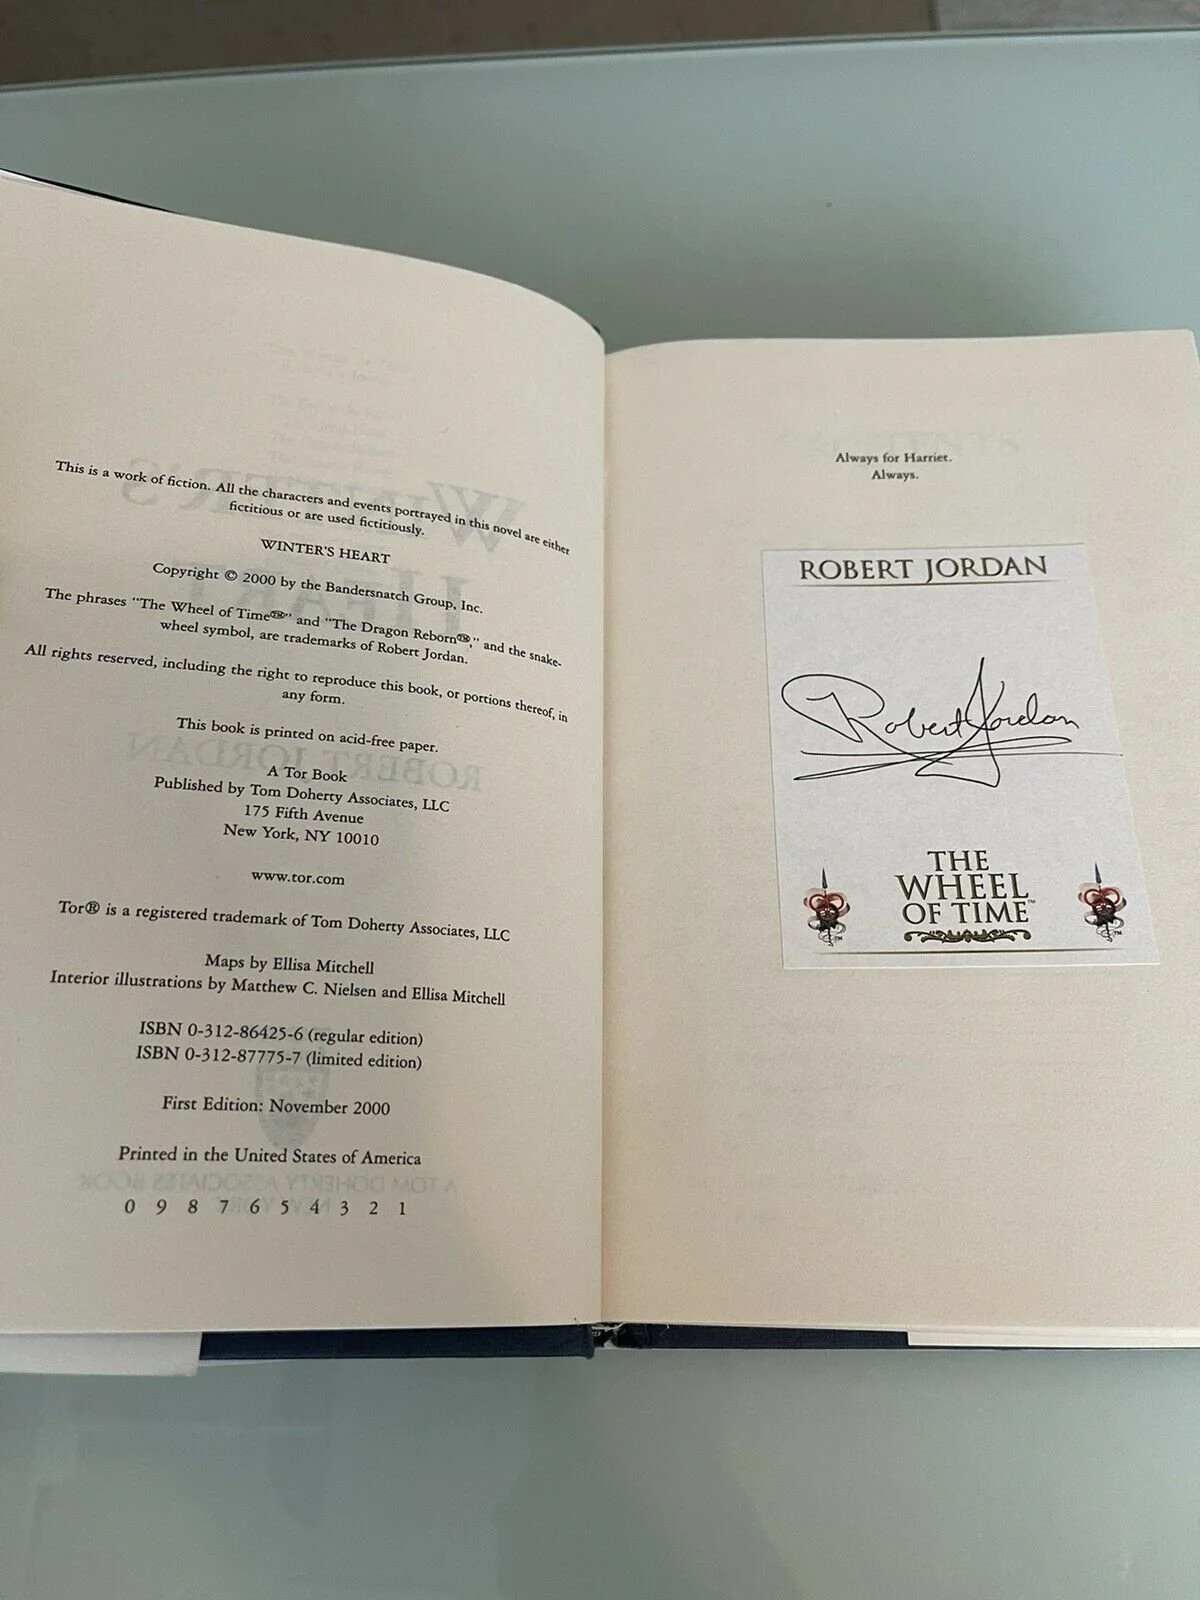 This is a work of fiction. All the characters and events portrayed in this novel are either
fictitious or are used fictitiously.
WINTER'S HEART
Copyright © 2000 by the Bandersnatch Group, Inc.
The phrases "The Wheel of Time®™" and "The Dragon Reborn®™," and the snake-
wheel symbol, are trademarks of Robert Jordan.
All rights reserved, including the right to reproduce this book, or portions thereof, in
any form.
This book is printed on acid-free paper.
A Tor Book
Published by Tom Doherty Associates, LLC
175 Fifth Avenue
New York, NY 10010
www.tor.com
Tor® is a registered trademark of Tom Doherty Associates, LLC
Maps by Ellisa Mitchell
Interior illustrations by Matthew C. Nielsen and Ellisa Mitchell
ISBN 0-312-86425-6 (regular edition)
ISBN 0-312-87775-7 (limited edition)
First Edition: November 2000
Printed in the United States of America
0 9 8 7 6 5 4 3 2 1
Always for Harriet.
Always.
ROBERT JORDAN
Robert Jordan
THE
WHEEL
OF TIME™
™ ™